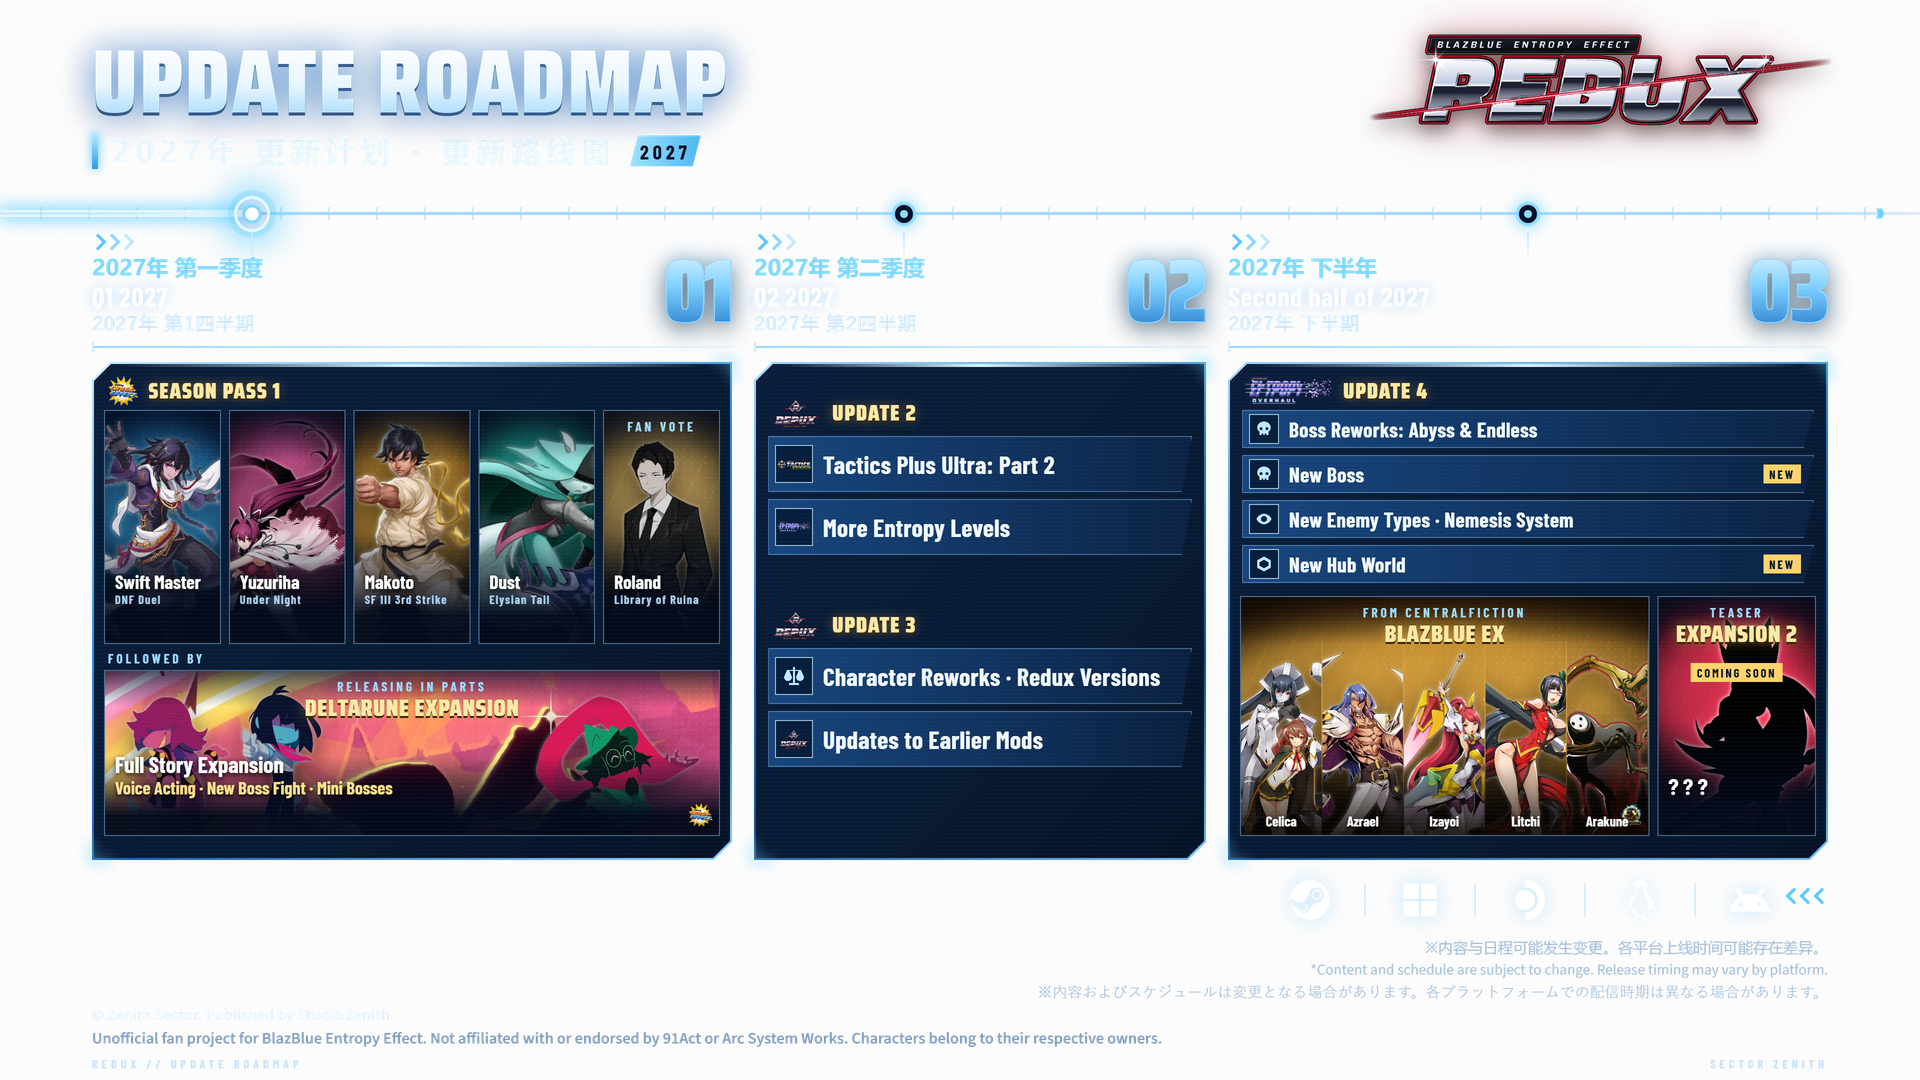 UPDATE ROADMAP
2027年 更新计划 · 更新路线图
2027
BLAZBLUE ENTROPY EFFECT
REDUX
2027年 第一季度
Q1 2027
2027年 第1四半期
01
2027年 第二季度
Q2 2027
2027年 第2四半期
02
2027年 下半年
Second half of 2027
2027年 下半期
03
SEASON PASS 1
Swift Master
DNF Duel
Yuzuriha
Under Night
Makoto
SF III 3rd Strike
Dust
Elysian Tail
FAN VOTE
Roland
Library of Ruina
FOLLOWED BY
RELEASING IN PARTS
DELTARUNE EXPANSION
Full Story Expansion
Voice Acting · New Boss Fight · Mini Bosses
REDUX
UPDATE 2
TACTICS
Tactics Plus Ultra: Part 2
More Entropy Levels
REDUX
UPDATE 3
Character Reworks · Redux Versions
REDUX
Updates to Earlier Mods
ENTROPY
OVERHAUL
UPDATE 4
Boss Reworks: Abyss & Endless
New Boss
NEW
New Enemy Types · Nemesis System
New Hub World
NEW
FROM CENTRALFICTION
BLAZBLUE EX
Celica
Azrael
Izayoi
Litchi
Arakune
TEASER
EXPANSION 2
COMING SOON
???
※内容与日程可能发生变更。各平台上线时间可能存在差异。
*Content and schedule are subject to change. Release timing may vary by platform.
※内容およびスケジュールは変更となる場合があります。各プラットフォームでの配信時期は異なる場合があります。
© Zenith Sector, Published by Studio Zenith.
Unofficial fan project for BlazBlue Entropy Effect. Not affiliated with or endorsed by 91Act or Arc System Works. Characters belong to their respective owners.
REDUX // UPDATE ROADMAP
SECTOR ZENITH